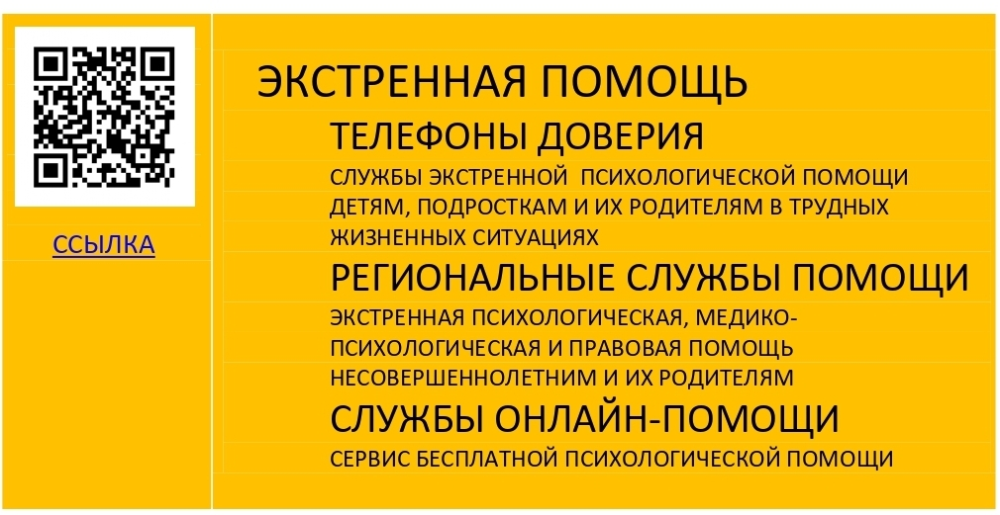 ЭКСТРЕННАЯ ПОМОЩЬ
ТЕЛЕФОНЫ ДОВЕРИЯ
СЛУЖБЫ ЭКСТРЕННОЙ ПСИХОЛОГИЧЕСКОЙ ПОМОЩИ
ДЕТЯМ, ПОДРОСТКАМ И ИХ РОДИТЕЛЯМ В ТРУДНЫХ
ЖИЗНЕННЫХ СИТУАЦИЯХ
ССЫЛКА
РЕГИОНАЛЬНЫЕ СЛУЖБЫ ПОМОЩИ
ЭКСТРЕННАЯ ПСИХОЛОГИЧЕСКАЯ, МЕДИКО-
ПСИХОЛОГИЧЕСКАЯ И ПРАВОВАЯ ПОМОЩЬ
НЕСОВЕРШЕННОЛЕТНИМ И ИХ РОДИТЕЛЯМ
СЛУЖБЫ ОНЛАЙН-ПОМОЩИ
СЕРВИС БЕСПЛАТНОЙ ПСИХОЛОГИЧЕСКОЙ ПОМОЩИ